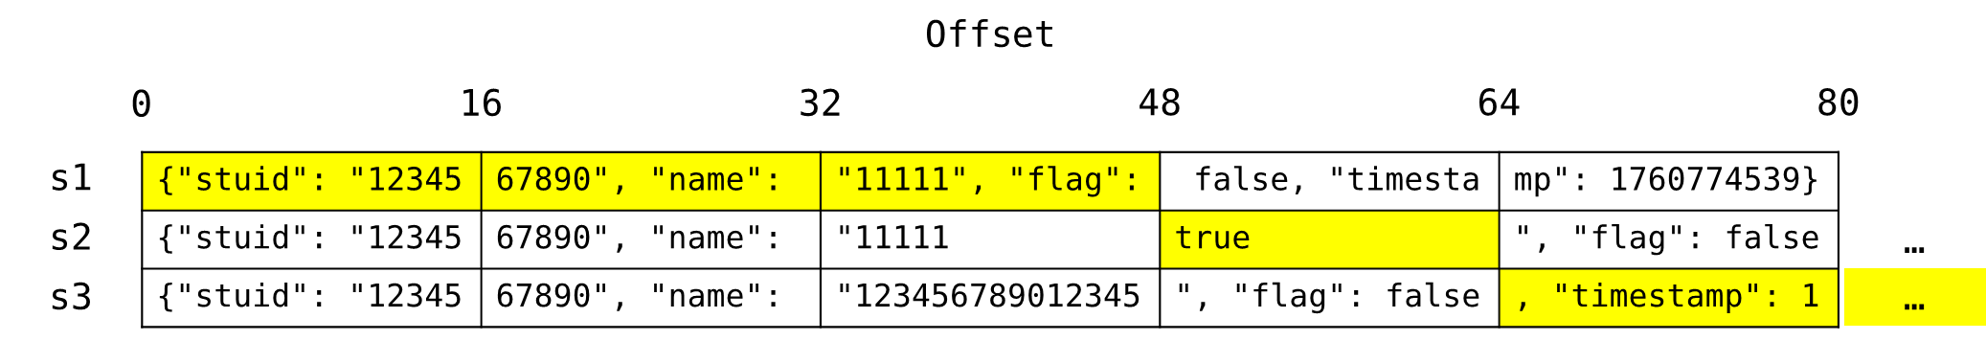 Offset
0 16 32 48 64 80
s1 {"stuid": "12345 67890", "name": "11111", "flag": false, "timesta mp": 1760774539}
s2 {"stuid": "12345 67890", "name": "11111 true ", "flag": false …
s3 {"stuid": "12345 67890", "name": "123456789012345 ", "flag": false , "timestamp": 1 …